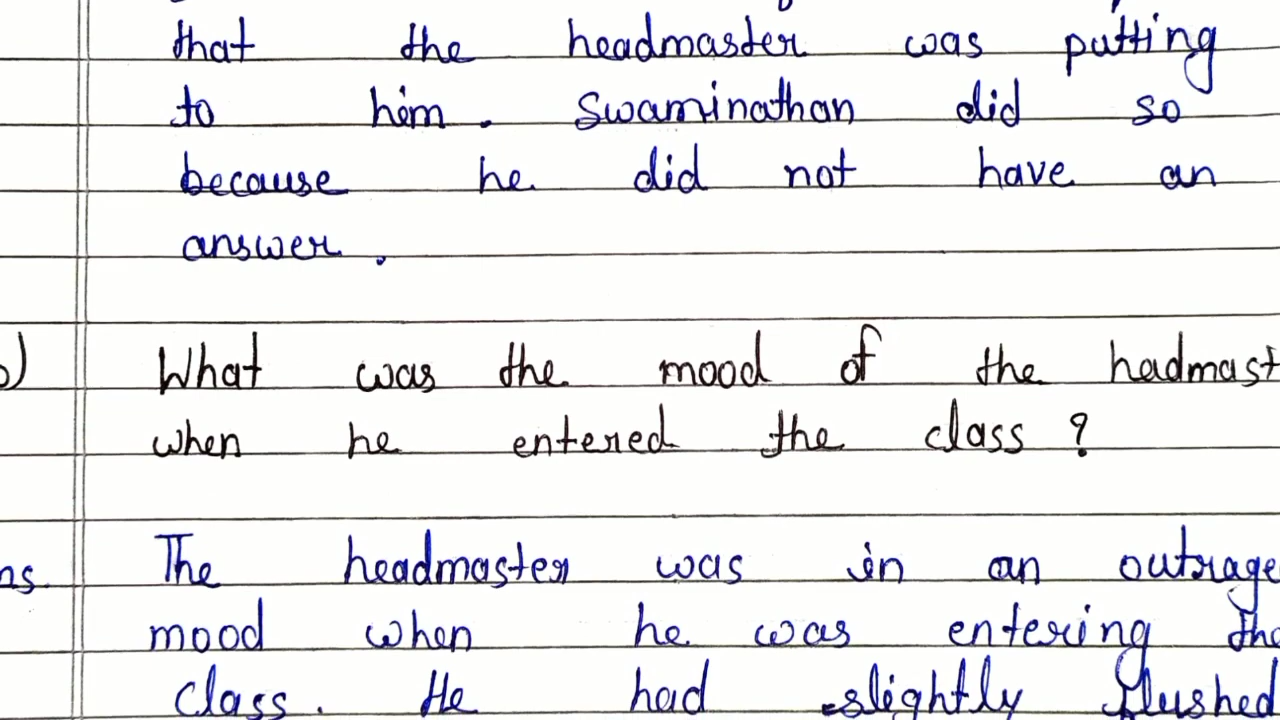 that the headmaster was putting
to him. Swaminathan did so
because he did not have an
answer.
What was the mood of the headmast
when he entered the class ?
ns The headmaster was in an outrage
mood when he was entering the
class. He had slightly flushed